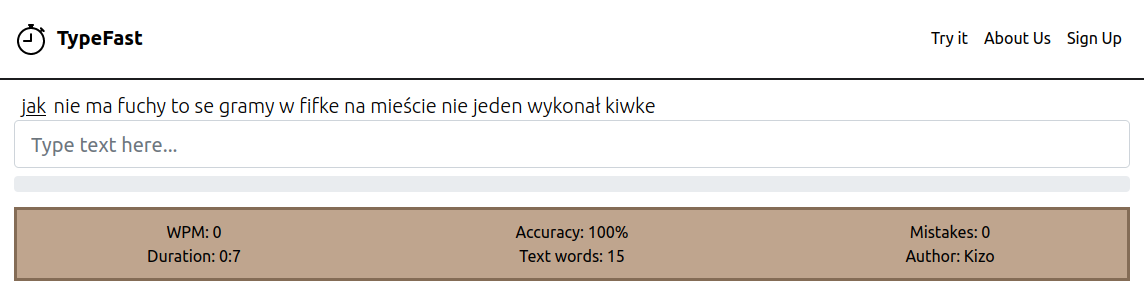 TypeFast
Try it About Us Sign Up
jak nie ma fuchy to se gramy w fifke na mieście nie jeden wykonał kiwke
Type text here...
WPM: 0 Accuracy: 100% Mistakes: 0
Duration: 0:7 Text words: 15 Author: Kizo